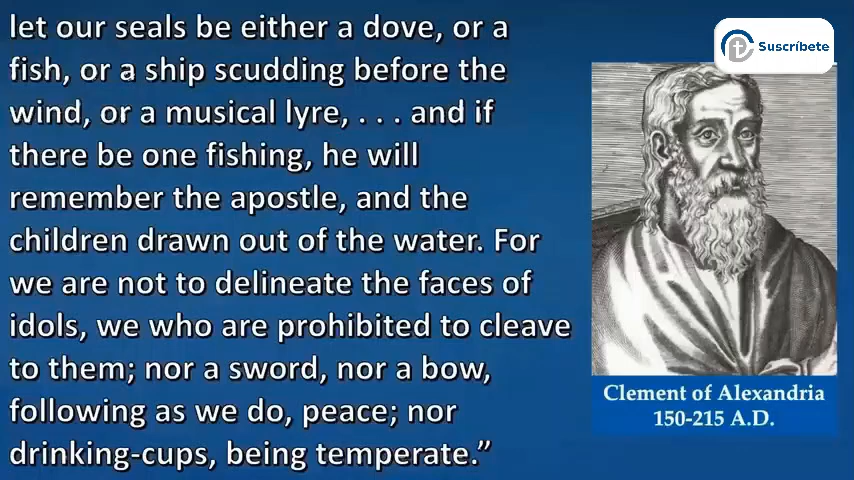 let our seals be either a dove, or a
fish, or a ship scudding before the
wind, or a musical lyre, . . . and if
there be one fishing, he will
remember the apostle, and the
children drawn out of the water. For
we are not to delineate the faces of
idols, we who are prohibited to cleave
to them; nor a sword, nor a bow,
following as we do, peace; nor
drinking-cups, being temperate.”
Suscríbete
Clement of Alexandria
150-215 A.D.